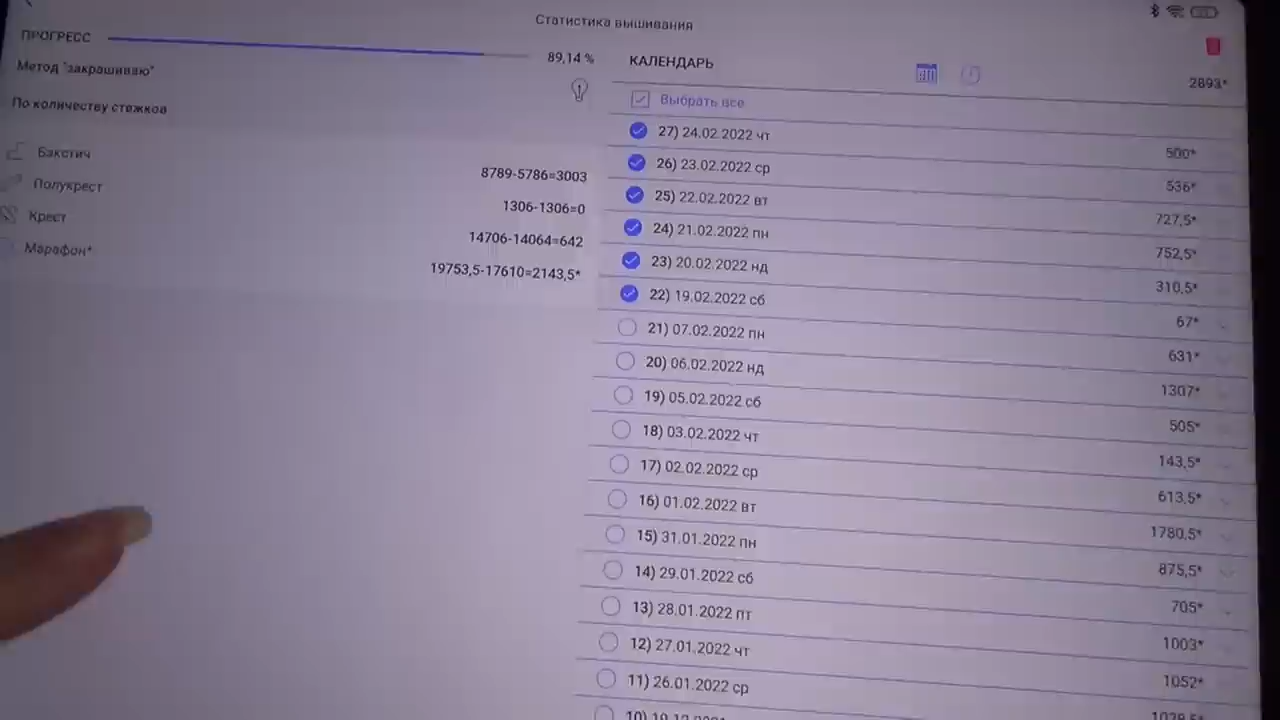 Статистика вышивания
ПРОГРЕСС
89,14 %
Метод "закрашиваю"
По количеству стежков
Бэкстич
8789-5786=3003
Полукрест
1306-1306=0
Крест
14706-14064=642
Марафон*
19753,5-17610=2143,5*
КАЛЕНДАРЬ
2893*
Выбрать все
27) 24.02.2022 чт 500*
26) 23.02.2022 ср 536*
25) 22.02.2022 вт 727,5*
24) 21.02.2022 пн 752,5*
23) 20.02.2022 нд 310,5*
22) 19.02.2022 сб 67*
21) 07.02.2022 пн 631*
20) 06.02.2022 нд 1307*
19) 05.02.2022 сб 505*
18) 03.02.2022 чт 143,5*
17) 02.02.2022 ср 613,5*
16) 01.02.2022 вт 1780,5*
15) 31.01.2022 пн 875,5*
14) 29.01.2022 сб 705*
13) 28.01.2022 пт 1003*
12) 27.01.2022 чт 1052*
11) 26.01.2022 ср